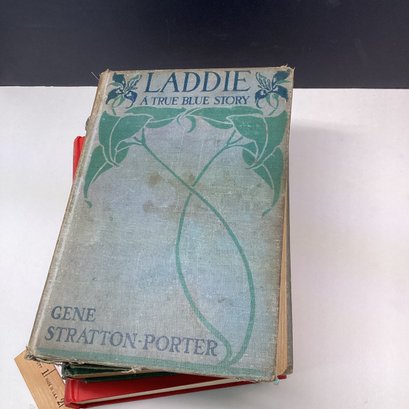 LADDIE
A TRUE BLUE STORY
GENE
STRATTON-PORTER